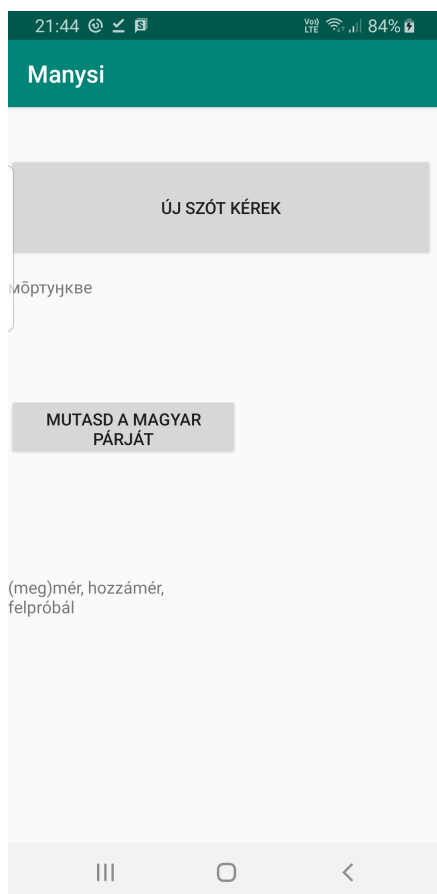 21:44 84%
Manysi
ÚJ SZÓT KÉREK
мōртуӈкве
MUTASD A MAGYAR
PÁRJÁT
(meg)mér, hozzámér,
felpróbál